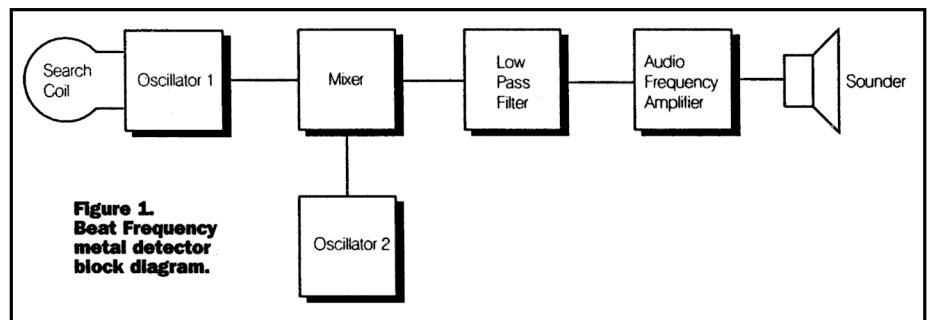 Search
Coil
Oscillator 1
Mixer
Low
Pass
Filter
Audio
Frequency
Amplifier
Sounder
Oscillator 2
Figure 1.
Beat Frequency
metal detector
block diagram.